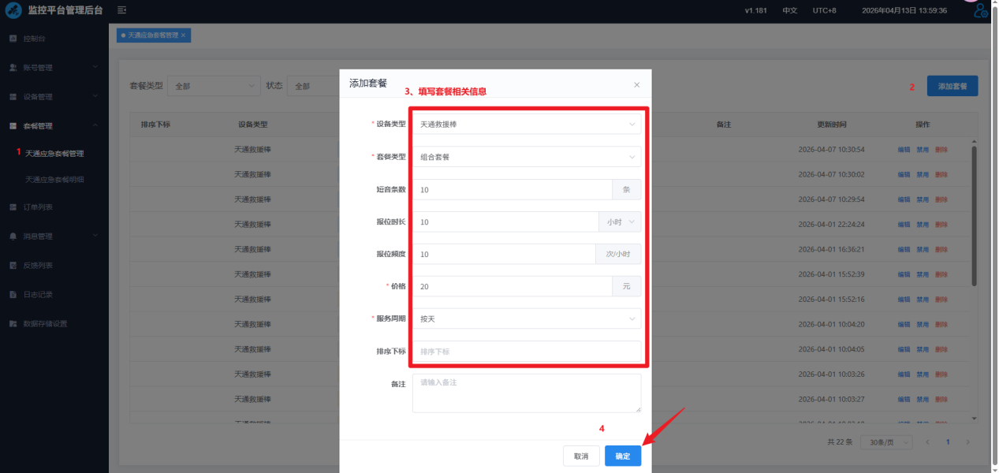 监控平台管理后台
v1.181 中文 UTC+8 2026年04月13日 13:59:36
控制台
账号管理
设备管理
套餐管理
1 天通应急套餐管理
天通应急套餐明细
订单列表
消息管理
反馈列表
日志记录
数据存储设置
天通应急套餐管理 ×
套餐类型 全部 状态 全部
2 添加套餐
排序下标 设备类型 备注 更新时间 操作
天通救援棒 2026-04-07 10:30:54 编辑 禁用 删除
天通救援棒 2026-04-07 10:30:02 编辑 禁用 删除
天通救援棒 2026-04-07 10:29:54 编辑 禁用 删除
天通救援棒 2026-04-01 22:24:24 编辑 禁用 删除
天通救援棒 2026-04-01 16:36:21 编辑 禁用 删除
天通救援棒 2026-04-01 15:52:39 编辑 禁用 删除
天通救援棒 2026-04-01 15:52:16 编辑 禁用 删除
天通救援棒 2026-04-01 10:04:20 编辑 禁用 删除
天通救援棒 2026-04-01 10:04:05 编辑 禁用 删除
天通救援棒 2026-04-01 10:03:26 编辑 禁用 删除
天通救援棒 2026-04-01 10:03:27 编辑 禁用 删除
共 22 条 30条/页 1
添加套餐
3、填写套餐相关信息
* 设备类型 天通救援棒
* 套餐类型 组合套餐
短音条数 10 条
报位时长 10 小时
报位频度 10 次/小时
* 价格 20 元
* 服务周期 按天
排序下标 排序下标
备注 请输入备注
4
取消 确定